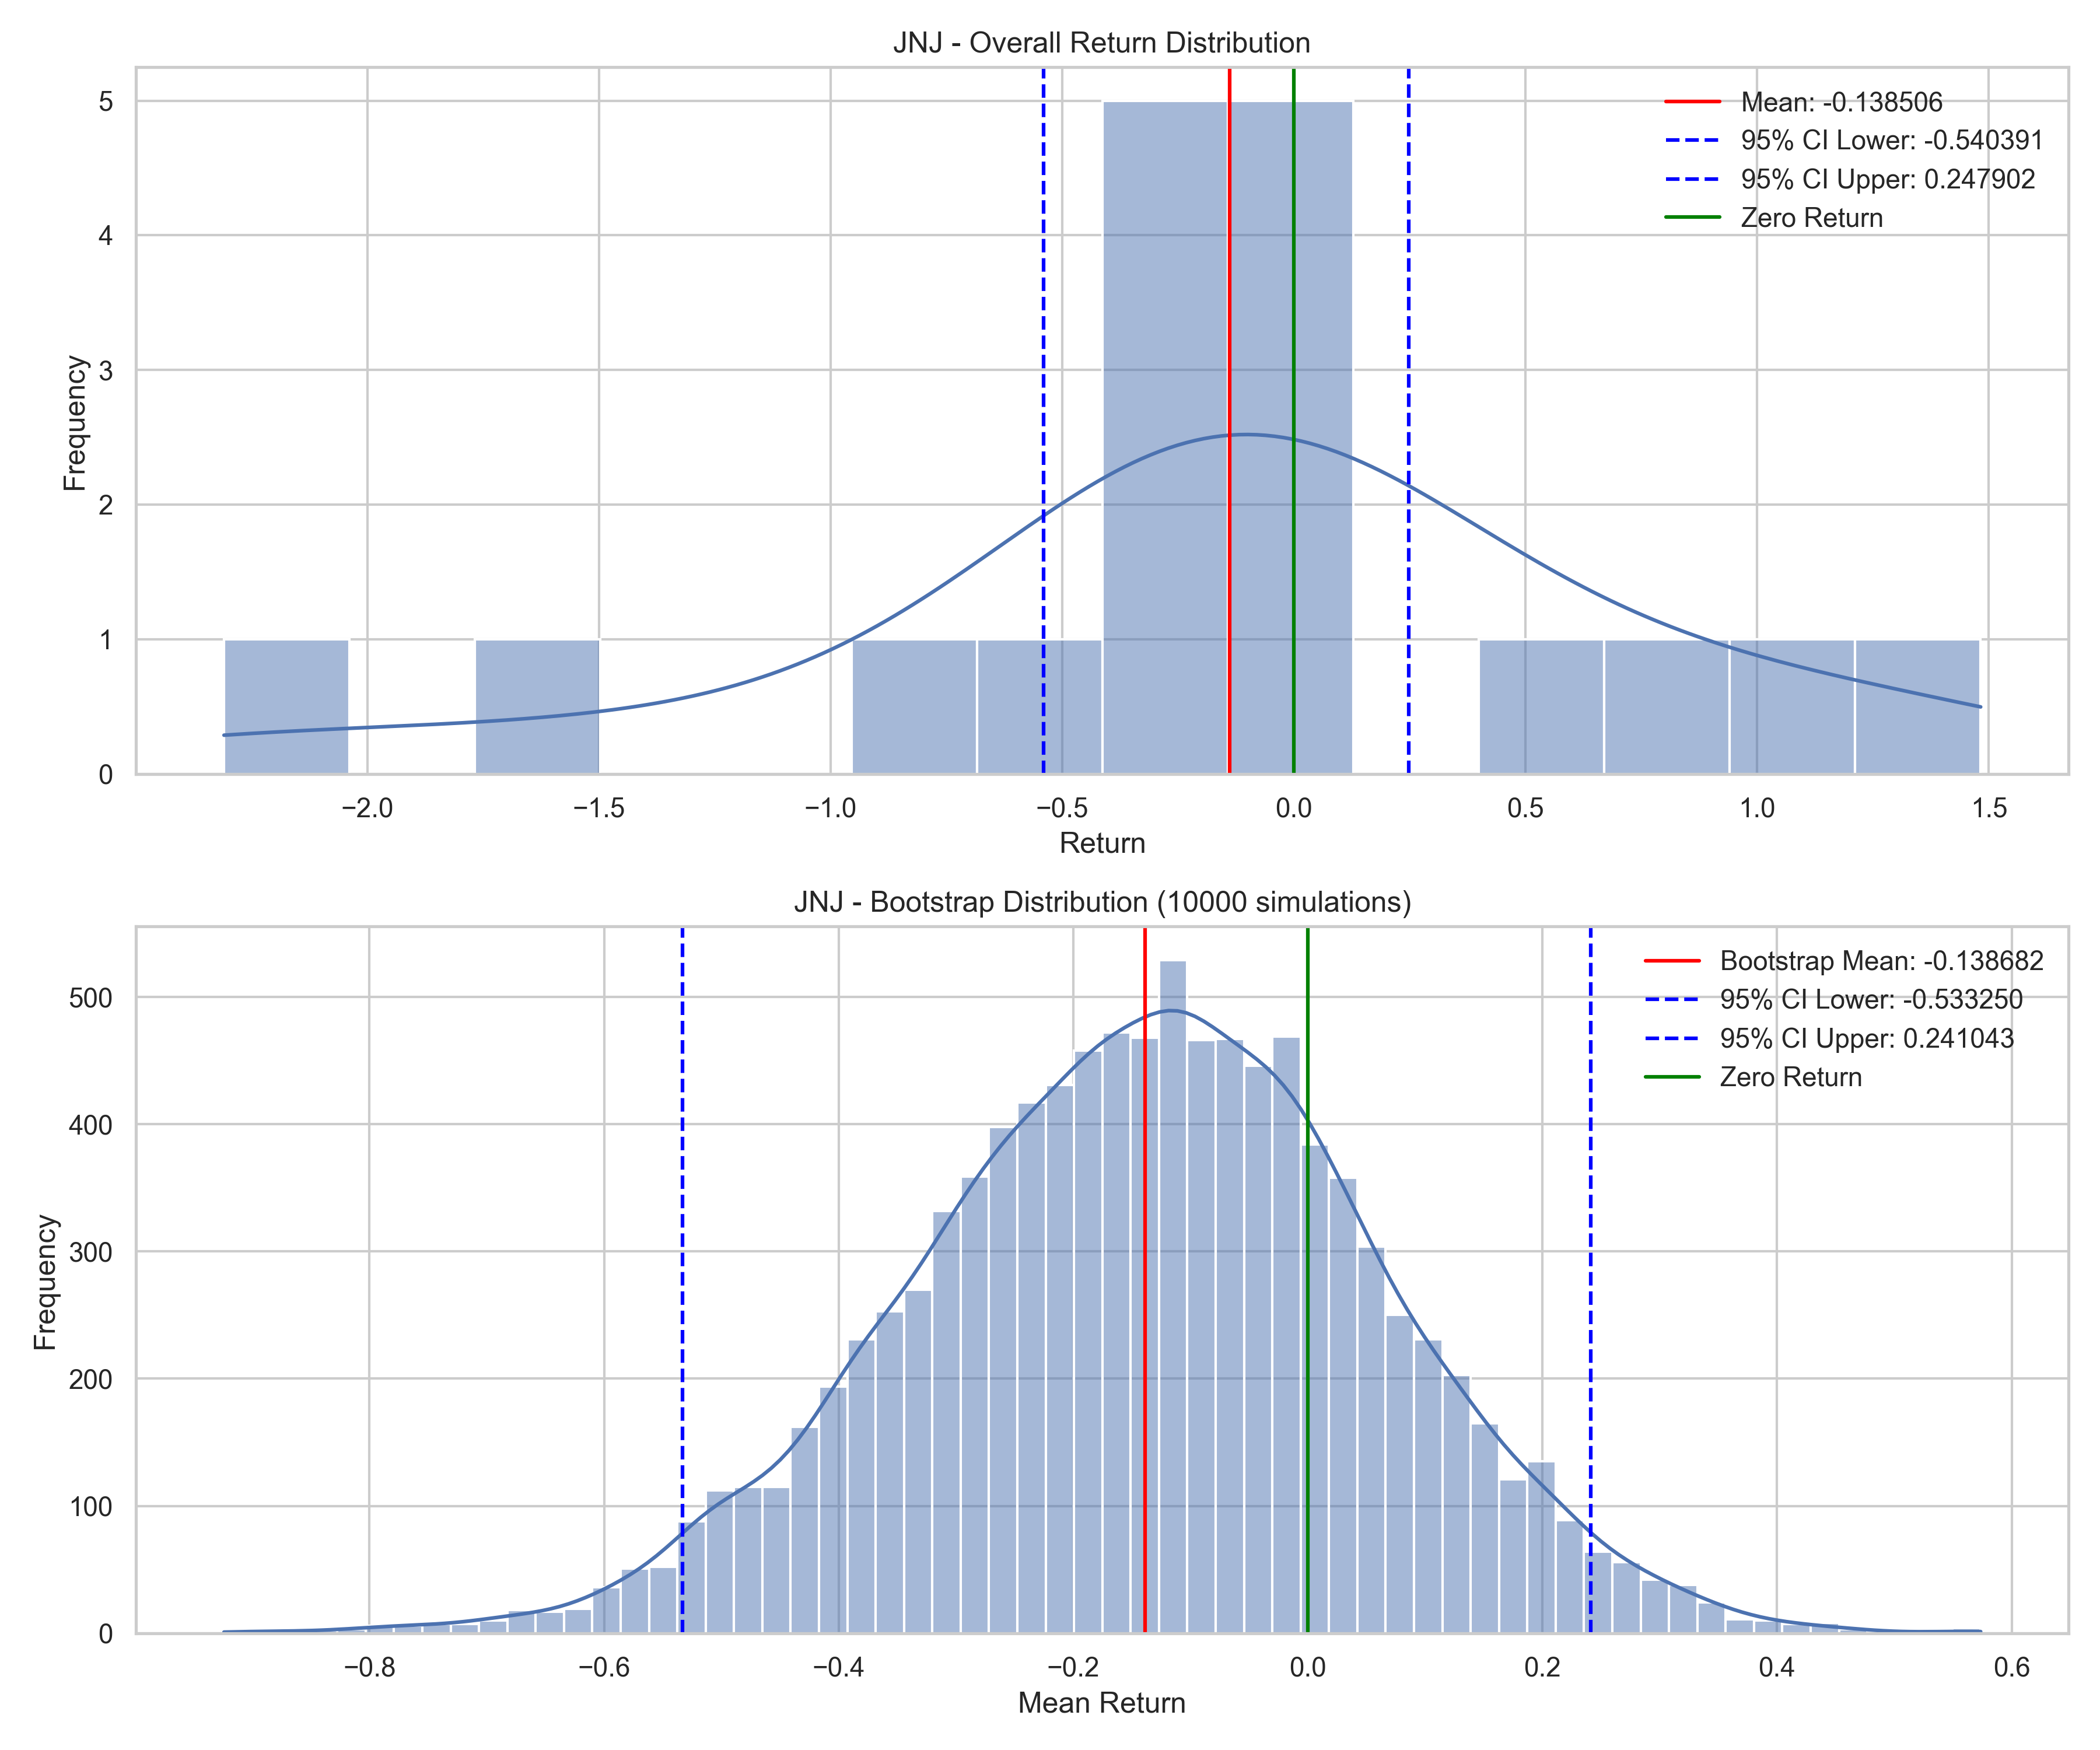 JNJ - Overall Return Distribution
Mean: -0.138506
95% CI Lower: -0.540391
95% CI Upper: 0.247902
Zero Return
Frequency
5
4
3
2
1
0
−2.0 −1.5 −1.0 −0.5 0.0 0.5 1.0 1.5
Return
JNJ - Bootstrap Distribution (10000 simulations)
Bootstrap Mean: -0.138682
95% CI Lower: -0.533250
95% CI Upper: 0.241043
Zero Return
Frequency
500
400
300
200
100
0
−0.8 −0.6 −0.4 −0.2 0.0 0.2 0.4 0.6
Mean Return